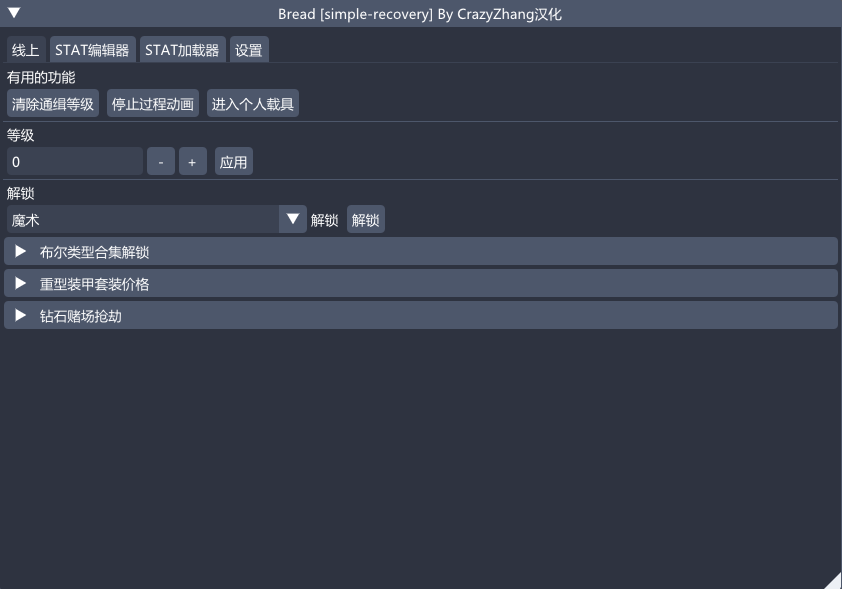 Bread [simple-recovery] By CrazyZhang汉化
线上 STAT编辑器 STAT加载器 设置
有用的功能
清除通缉等级 停止过程动画 进入个人载具
等级
0 - + 应用
解锁
魔术 解锁 解锁
布尔类型合集解锁
重型装甲套装价格
钻石赌场抢劫